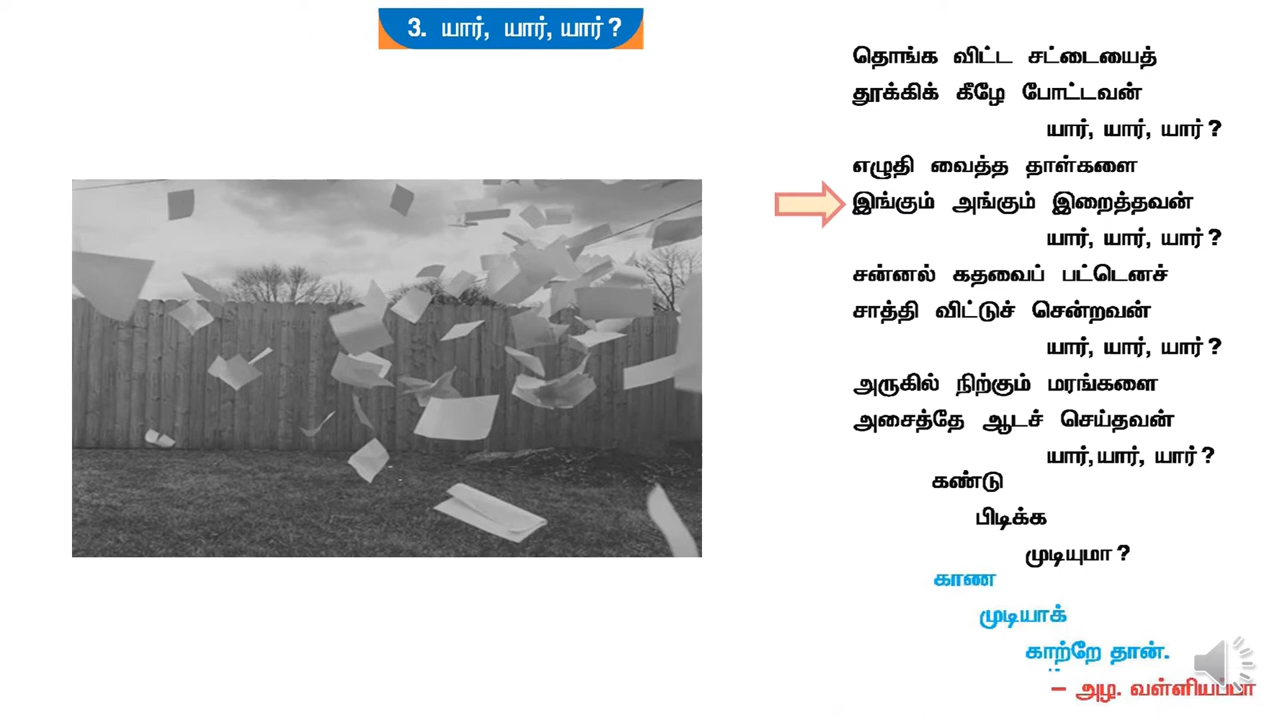 3. யார், யார், யார் ?
தொங்க விட்ட சட்டையைத்
தூக்கிக் கீழே போட்டவன்
யார், யார், யார் ?
எழுதி வைத்த தாள்களை
இங்கும் அங்கும் இறைத்தவன்
யார், யார், யார் ?
சன்னல் கதவைப் பட்டெனச்
சாத்தி விட்டுச் சென்றவன்
யார், யார், யார் ?
அருகில் நிற்கும் மரங்களை
அசைத்தே ஆடச் செய்தவன்
யார், யார், யார் ?
கண்டு
பிடிக்க
முடியுமா ?
காண
முடியாக்
காற்றே தான்.
– அழ. வள்ளியப்பா